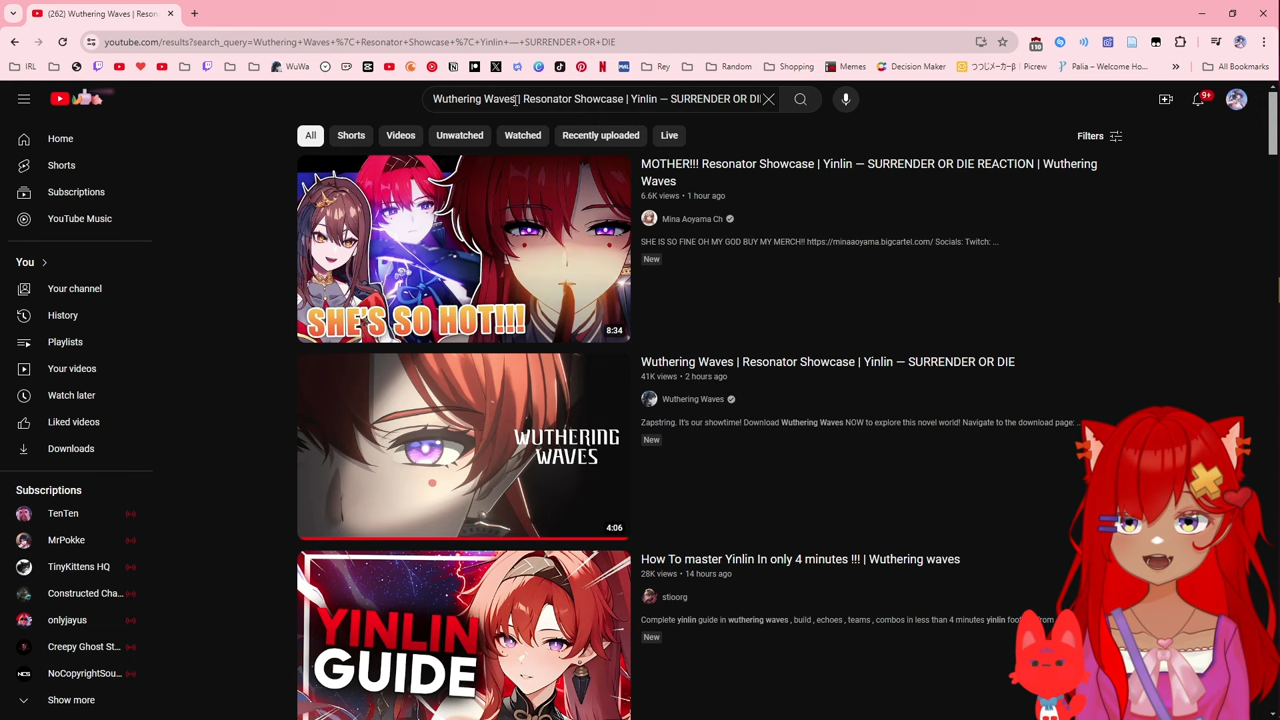 (262) Wuthering Waves | Reson
youtube.com/results?search_query=Wuthering+Waves+%7C+Resonator+Showcase+%7C+Yinlin+—+SURRENDER+OR+DIE
110
IRL
WuWa
Rey
Random
Shopping
Memes
Decision Maker
つぶメーカー
Picrew
Palia – Welcome Ho...
All Bookmarks
Wuthering Waves | Resonator Showcase | Yinlin — SURRENDER OR DI
9+
Home
Shorts
Subscriptions
YouTube Music
You
Your channel
History
Playlists
Your videos
Watch later
Liked videos
Downloads
Subscriptions
TenTen
MrPokke
TinyKittens HQ
Constructed Cha...
onlyjayus
Creepy Ghost St...
NCS
NoCopyrightSou...
Show more
All
Shorts
Videos
Unwatched
Watched
Recently uploaded
Live
Filters
SHE'S SO HOT!!!
8:34
MOTHER!!! Resonator Showcase | Yinlin — SURRENDER OR DIE REACTION | Wuthering
Waves
6.6K views • 1 hour ago
Mina Aoyama Ch
SHE IS SO FINE OH MY GOD BUY MY MERCH!! https://minaaoyama.bigcartel.com/ Socials: Twitch: ...
New
WUTHERING
WAVES
4:06
Wuthering Waves | Resonator Showcase | Yinlin — SURRENDER OR DIE
41K views • 2 hours ago
Wuthering Waves
Zapstring. It's our showtime! Download Wuthering Waves NOW to explore this novel world! Navigate to the download page: ...
New
YINLIN
GUIDE
How To master Yinlin In only 4 minutes !!! | Wuthering waves
28K views • 14 hours ago
stioorg
Complete yinlin guide in wuthering waves , build , echoes , teams , combos in less than 4 minutes yinlin foo
New